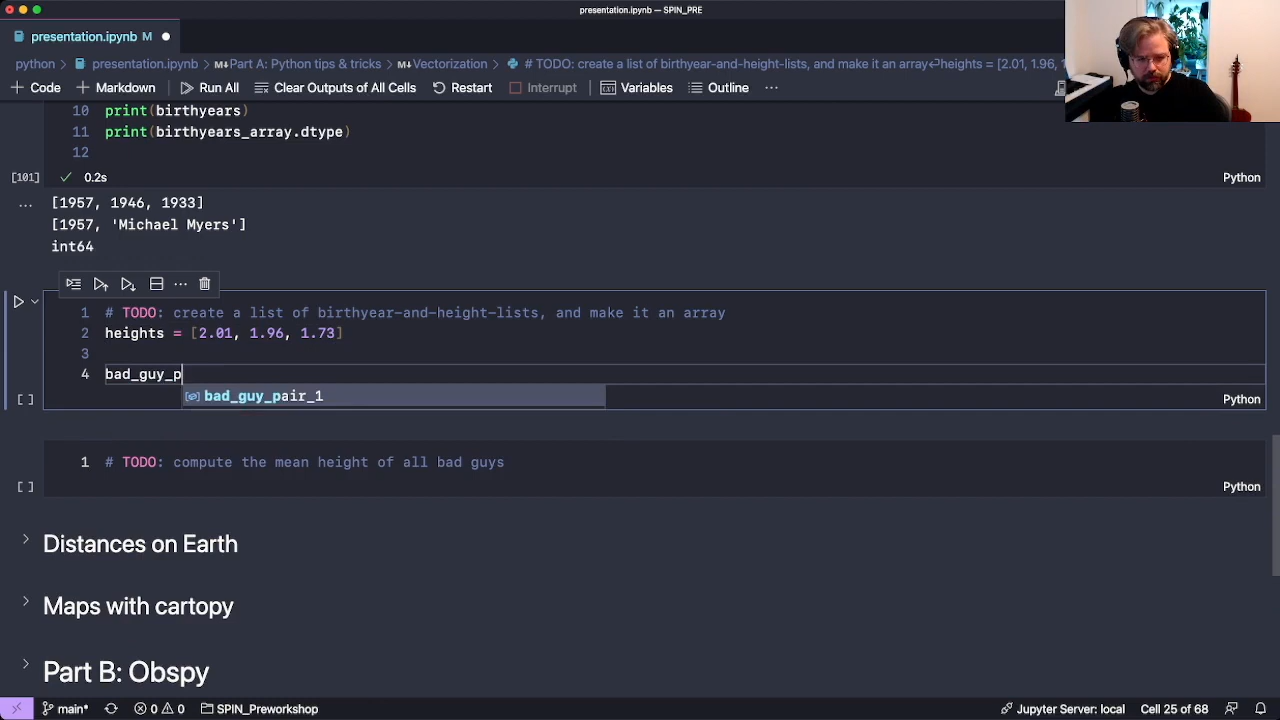 presentation.ipynb — SPIN_PRE
presentation.ipynb M
python > presentation.ipynb > M↓Part A: Python tips & tricks > M↓Vectorization > # TODO: create a list of birthyear-and-height-lists, and make it an array↵heights = [2.01, 1.96, 1.
+ Code + Markdown Run All Clear Outputs of All Cells Restart Interrupt Variables Outline ...
10 print(birthyears)
11 print(birthyears_array.dtype)
12
[101] ✓ 0.2s Python
... [1957, 1946, 1933]
[1957, 'Michael Myers']
int64
1 # TODO: create a list of birthyear-and-height-lists, and make it an array
2 heights = [2.01, 1.96, 1.73]
3
4 bad_guy_p
bad_guy_pair_1
[ ] Python
1 # TODO: compute the mean height of all bad guys
[ ] Python
> Distances on Earth
> Maps with cartopy
> Part B: Obspy
main* 0 0 SPIN_Preworkshop Jupyter Server: local Cell 25 of 68